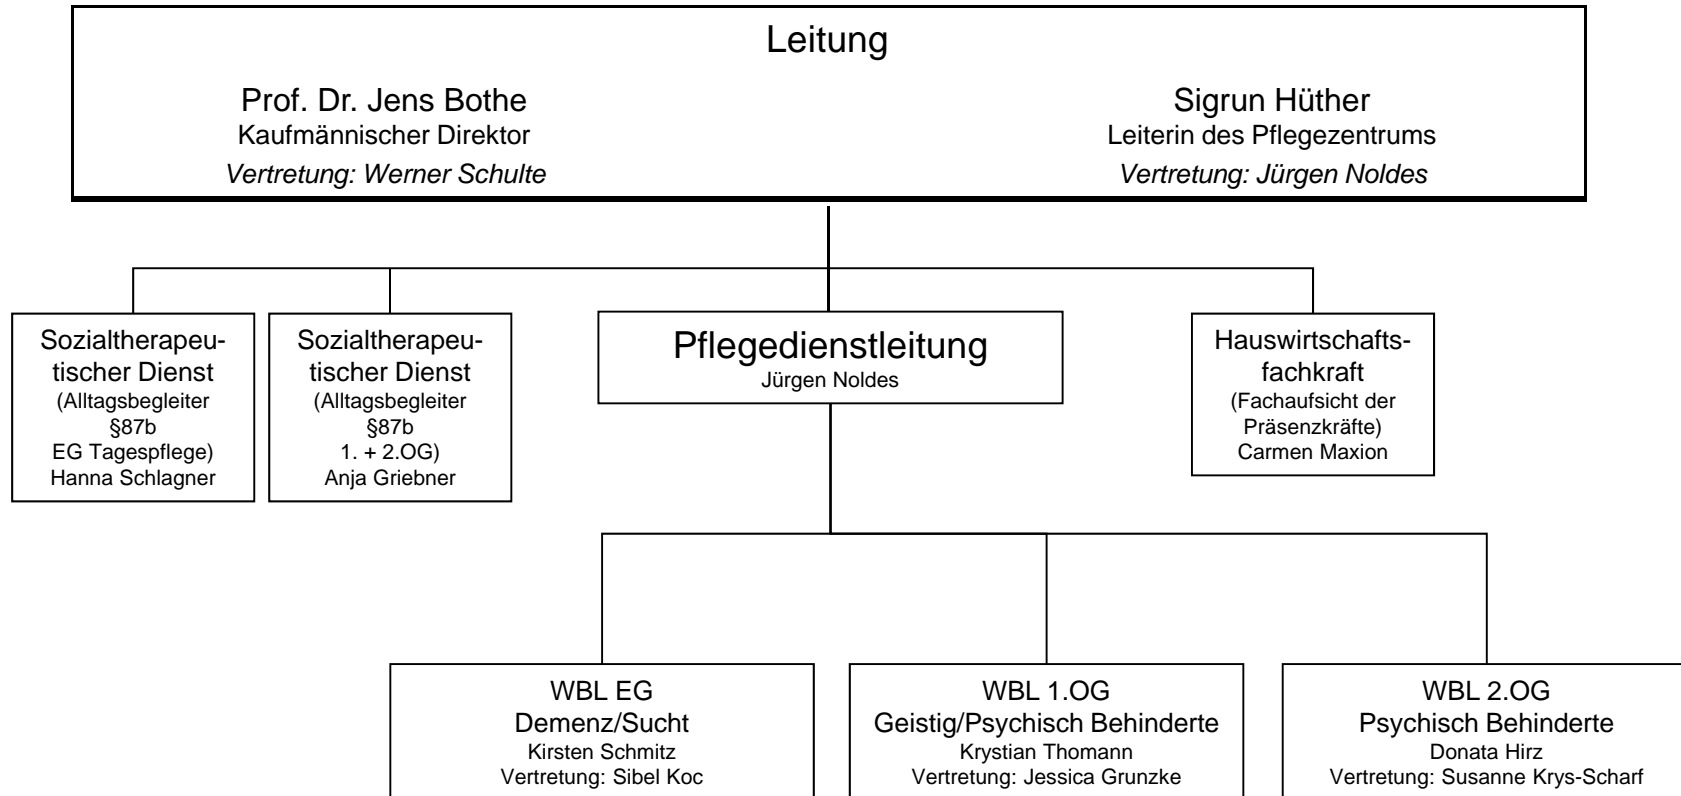 Leitung
Prof. Dr. Jens Bothe
Kaufmännischer Direktor
Vertretung: Werner Schulte
Sigrun Hüther
Leiterin des Pflegezentrums
Vertretung: Jürgen Noldes
Sozialtherapeu-
tischer Dienst
(Alltagsbegleiter
§87b
EG Tagespflege)
Hanna Schlagner
Sozialtherapeu-
tischer Dienst
(Alltagsbegleiter
§87b
1. + 2.OG)
Anja Griebner
Pflegedienstleitung
Jürgen Noldes
Hauswirtschafts-
fachkraft
(Fachaufsicht der
Präsenzkräfte)
Carmen Maxion
WBL EG
Demenz/Sucht
Kirsten Schmitz
Vertretung: Sibel Koc
WBL 1.OG
Geistig/Psychisch Behinderte
Krystian Thomann
Vertretung: Jessica Grunzke
WBL 2.OG
Psychisch Behinderte
Donata Hirz
Vertretung: Susanne Krys-Scharf